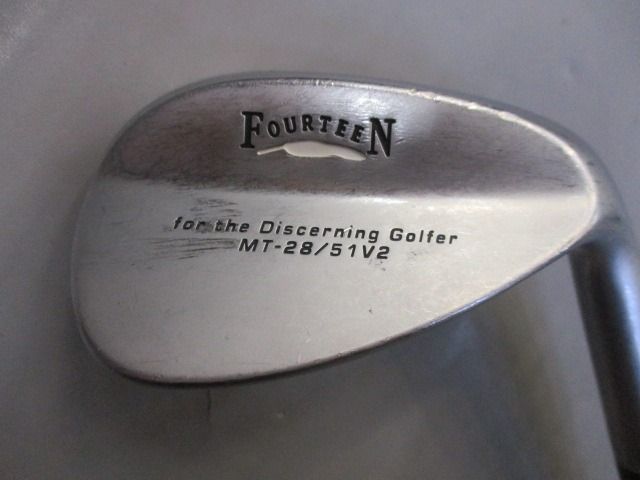 FOURTEEN
for the Discerning Golfer
MT-28/51V2